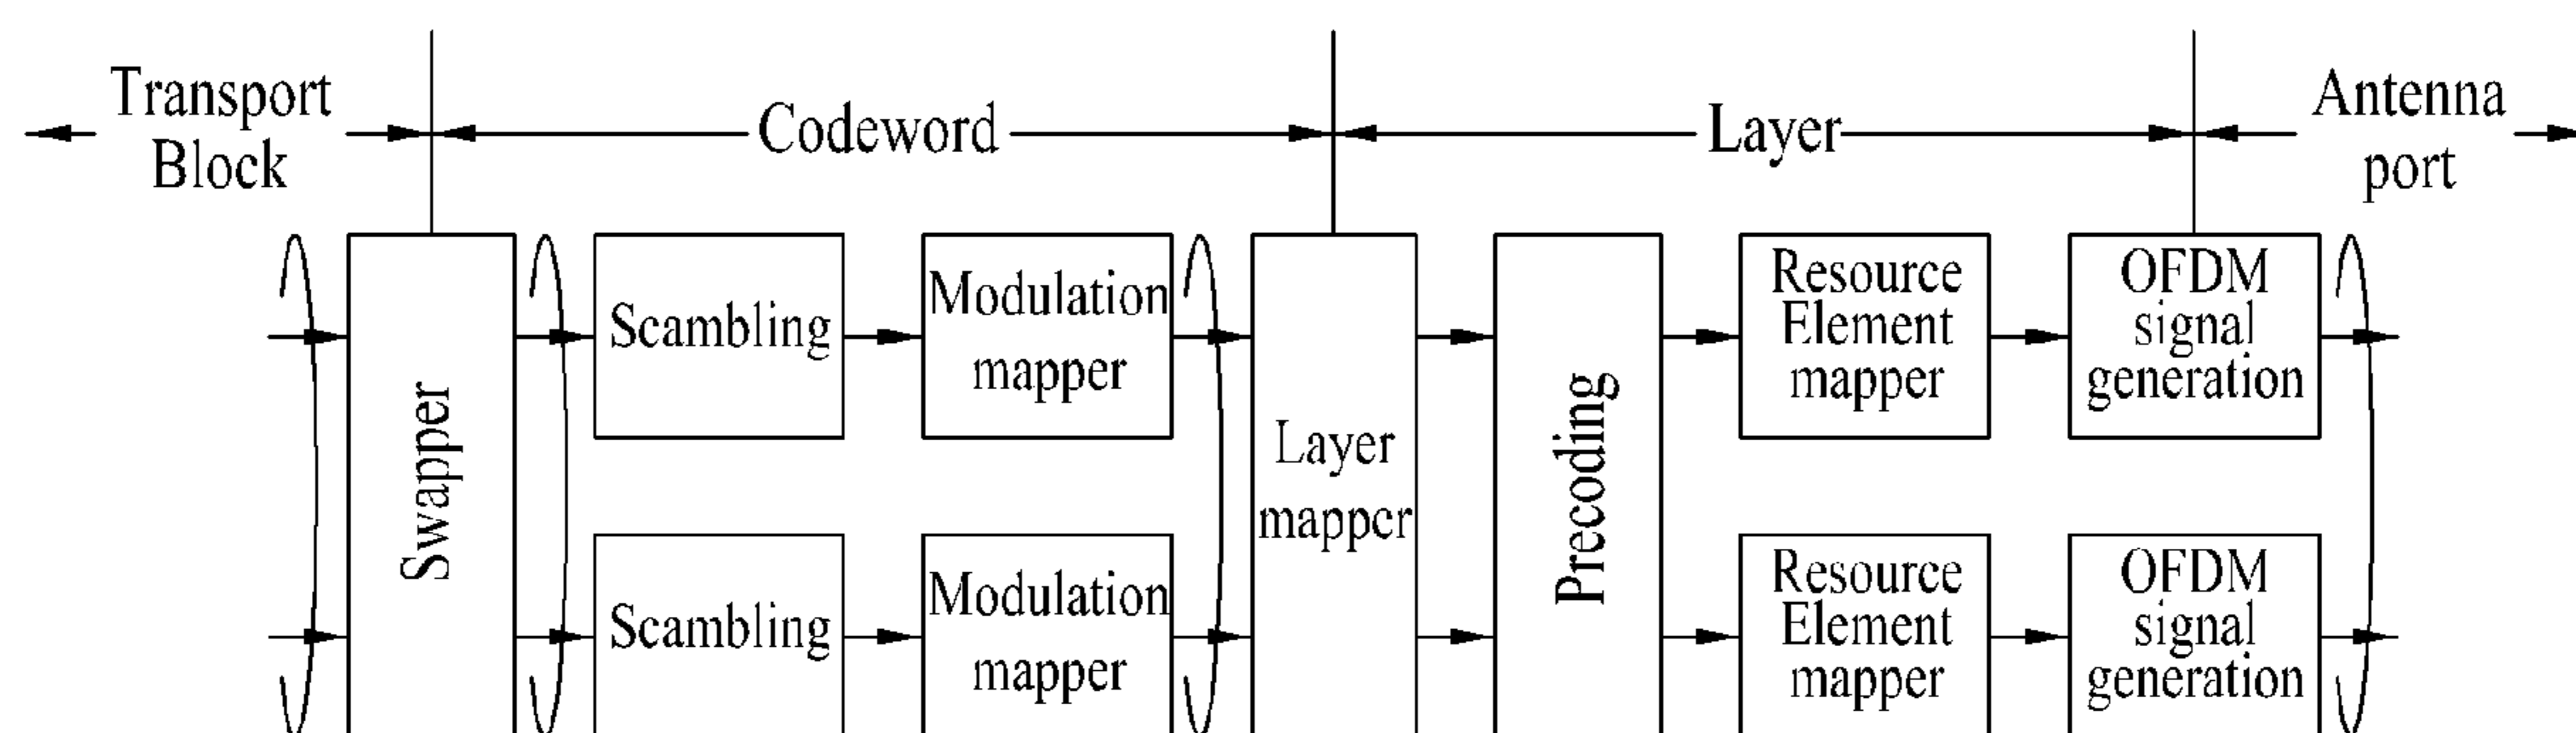 Transport
Block
Codeword
Layer
Antenna
port
Swapper
Scambling
Modulation
mapper
Layer
mapper
Precoding
Resource
Element
mapper
OFDM
signal
generation
Scambling
Modulation
mapper
Resource
Element
mapper
OFDM
signal
generation